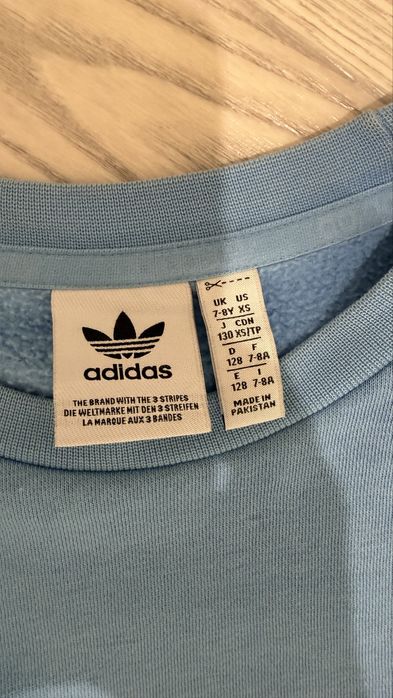 adidas
THE BRAND WITH THE 3 STRIPES
DIE WELTMARKE MIT DEN 3 STREIFEN
LA MARQUE AUX 3 BANDES
UK US
7-8Y XS
J CDN
130 XS/TP
D F
128 7-8A
E I
128 7-8A
MADE IN
PAKISTAN